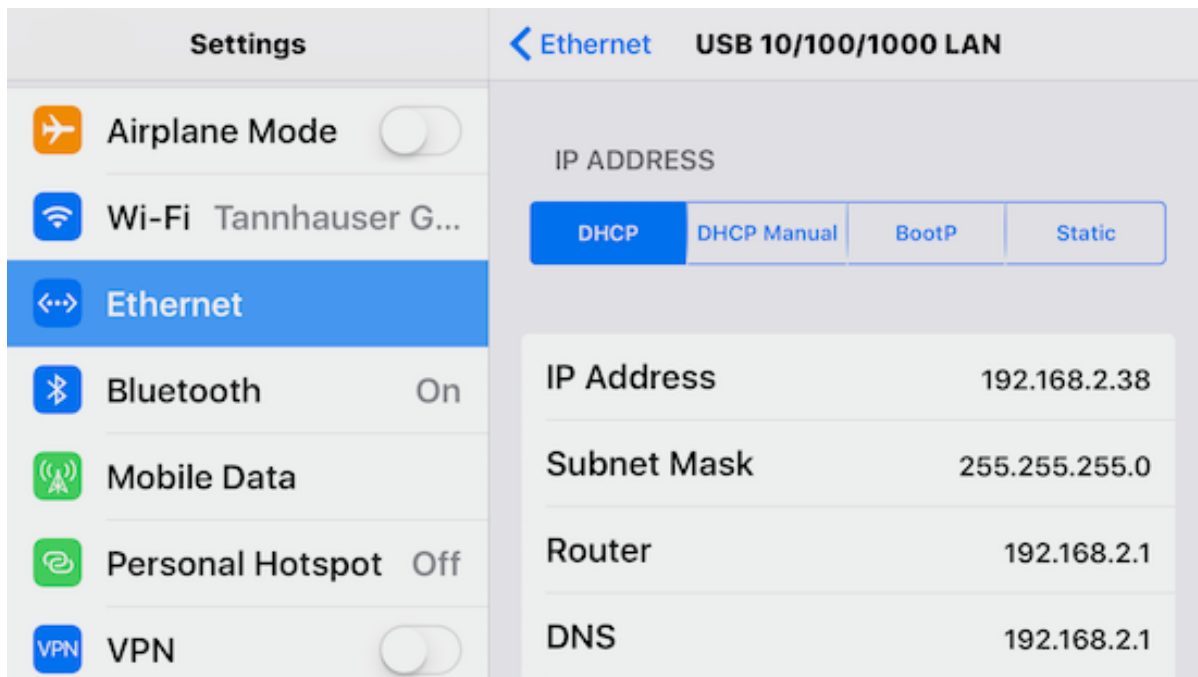 Settings
Airplane Mode
Wi-Fi Tannhauser G...
Ethernet
Bluetooth On
Mobile Data
Personal Hotspot Off
VPN VPN
Ethernet USB 10/100/1000 LAN
IP ADDRESS
DHCP DHCP Manual BootP Static
IP Address 192.168.2.38
Subnet Mask 255.255.255.0
Router 192.168.2.1
DNS 192.168.2.1